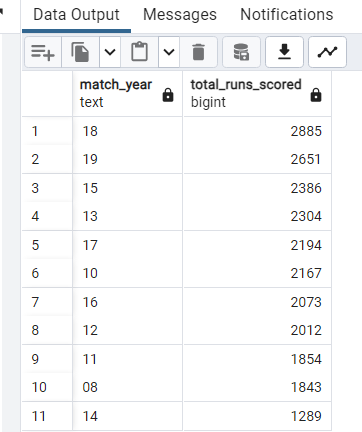 Data Output Messages Notifications
match_year total_runs_scored
text bigint
1 18 2885
2 19 2651
3 15 2386
4 13 2304
5 17 2194
6 10 2167
7 16 2073
8 12 2012
9 11 1854
10 08 1843
11 14 1289